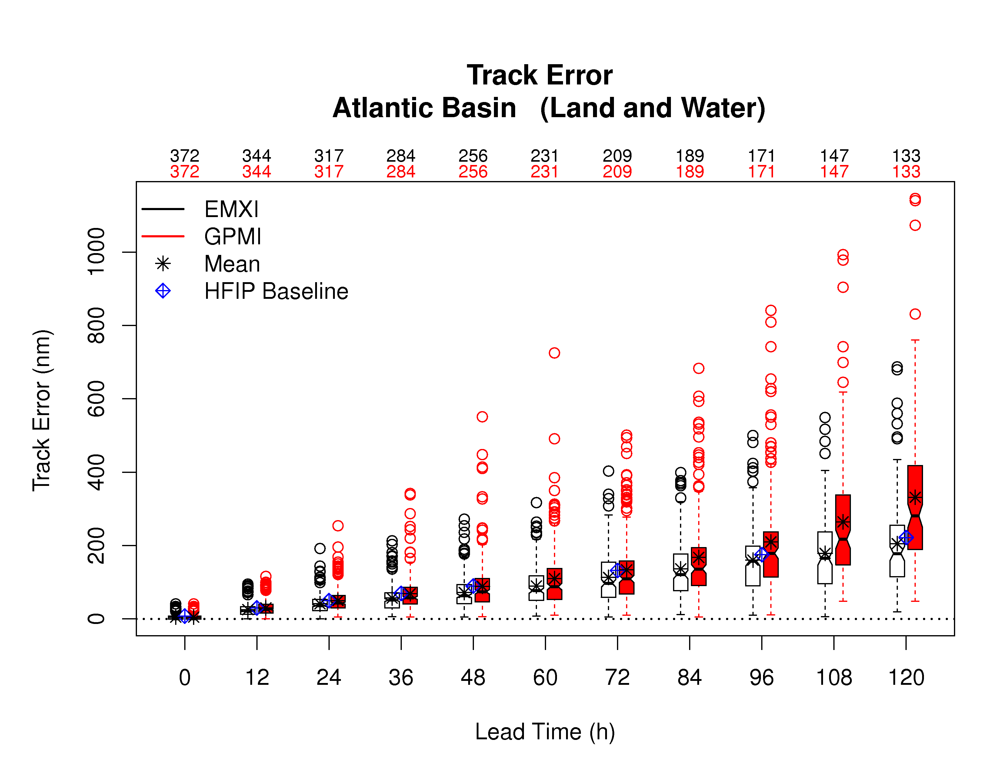 Track Error
Atlantic Basin (Land and Water)
372 344 317 284 256 231 209 189 171 147 133
372 344 317 284 256 231 209 189 171 147 133
EMXI
GPMI
Mean
HFIP Baseline
Track Error (nm)
1000
800
600
400
200
0
0 12 24 36 48 60 72 84 96 108 120
Lead Time (h)